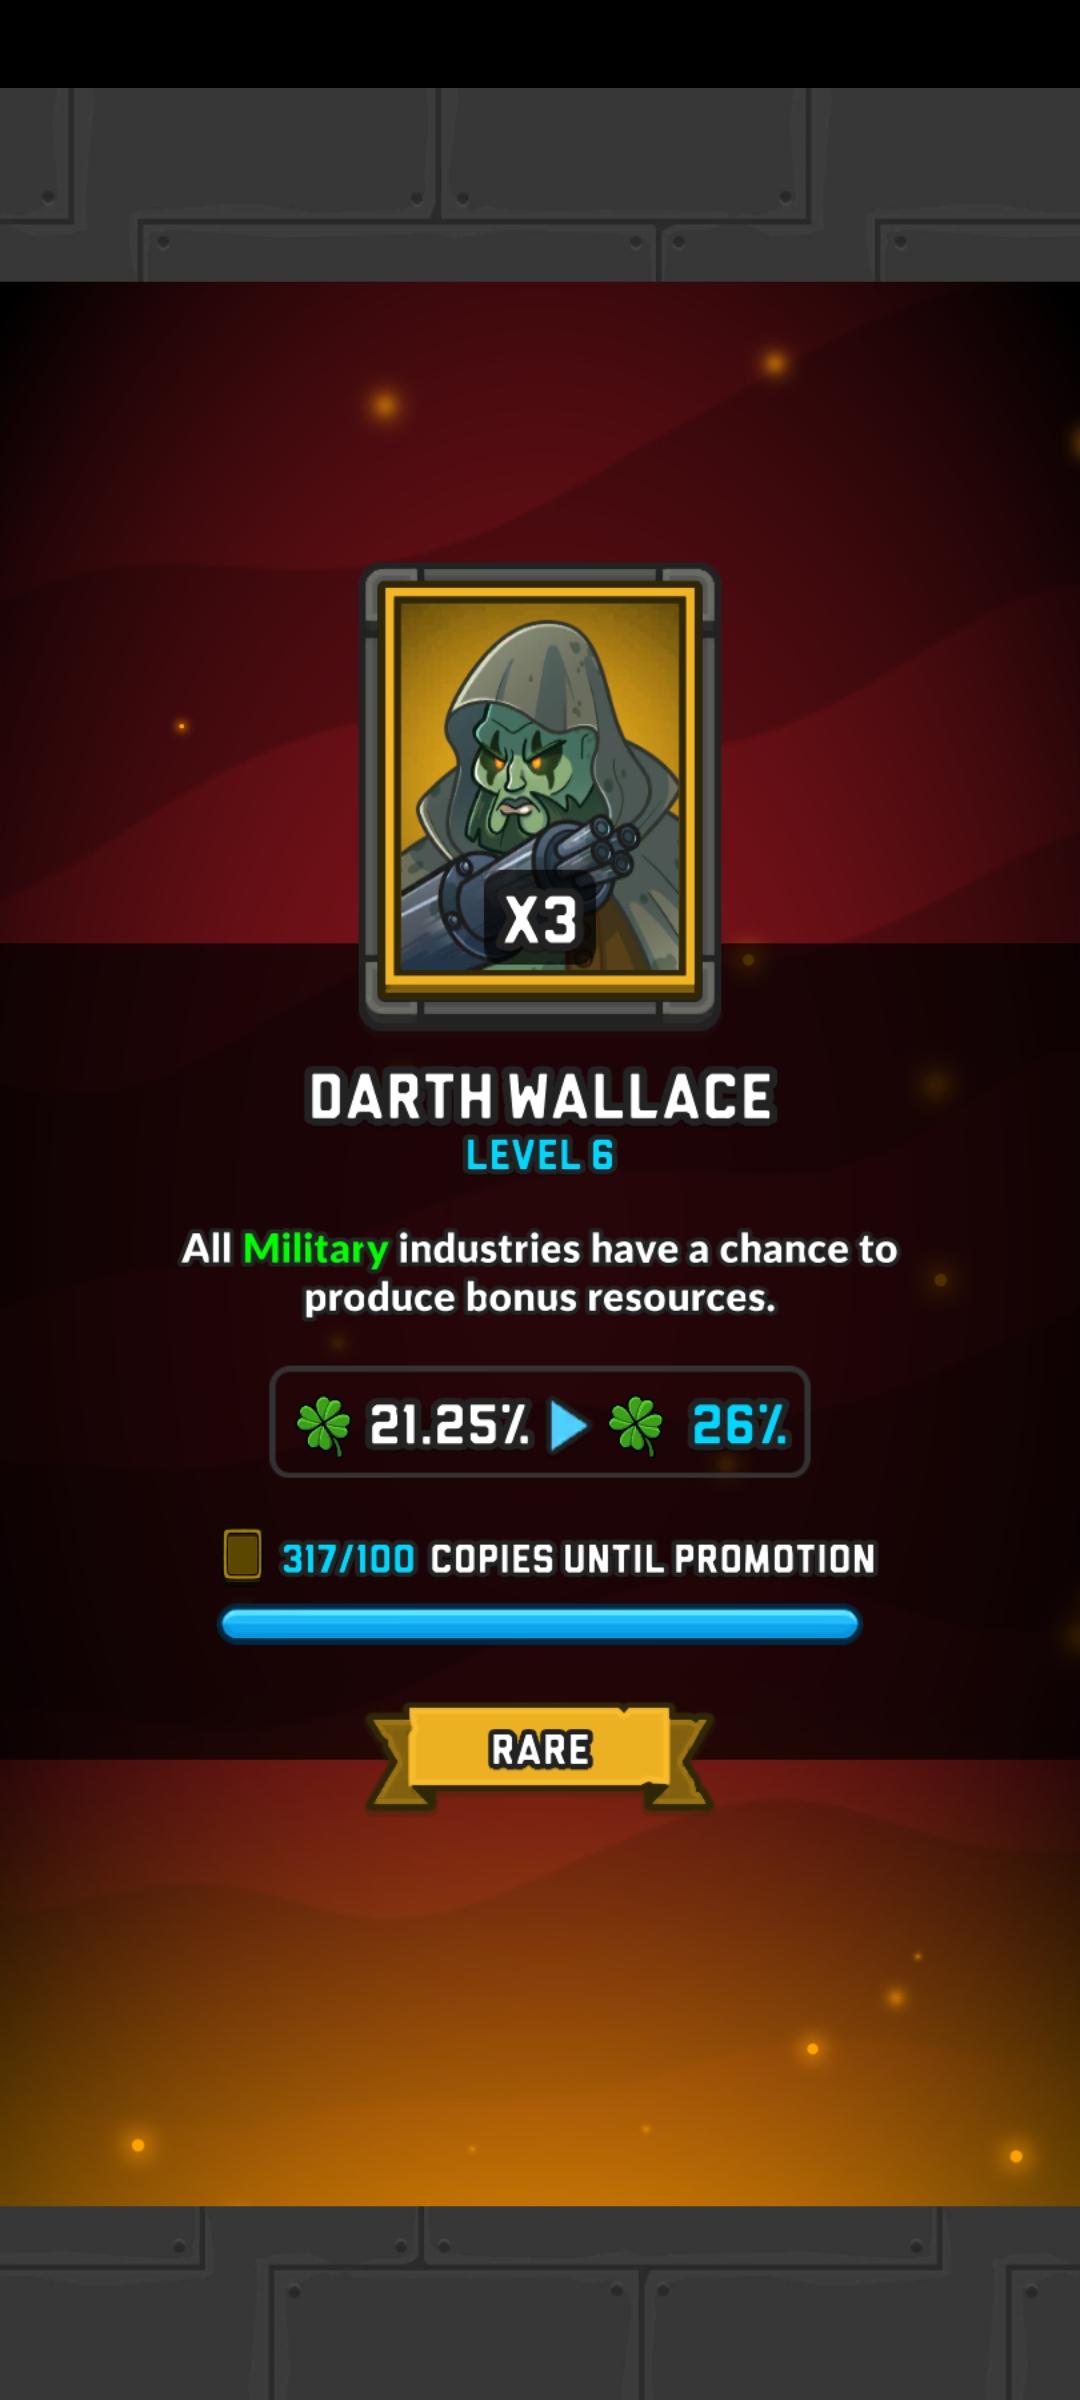 X3
DARTH WALLACE
LEVEL 6
All Military industries have a chance to
produce bonus resources.
21.25% 26%
317/100 COPIES UNTIL PROMOTION
RARE